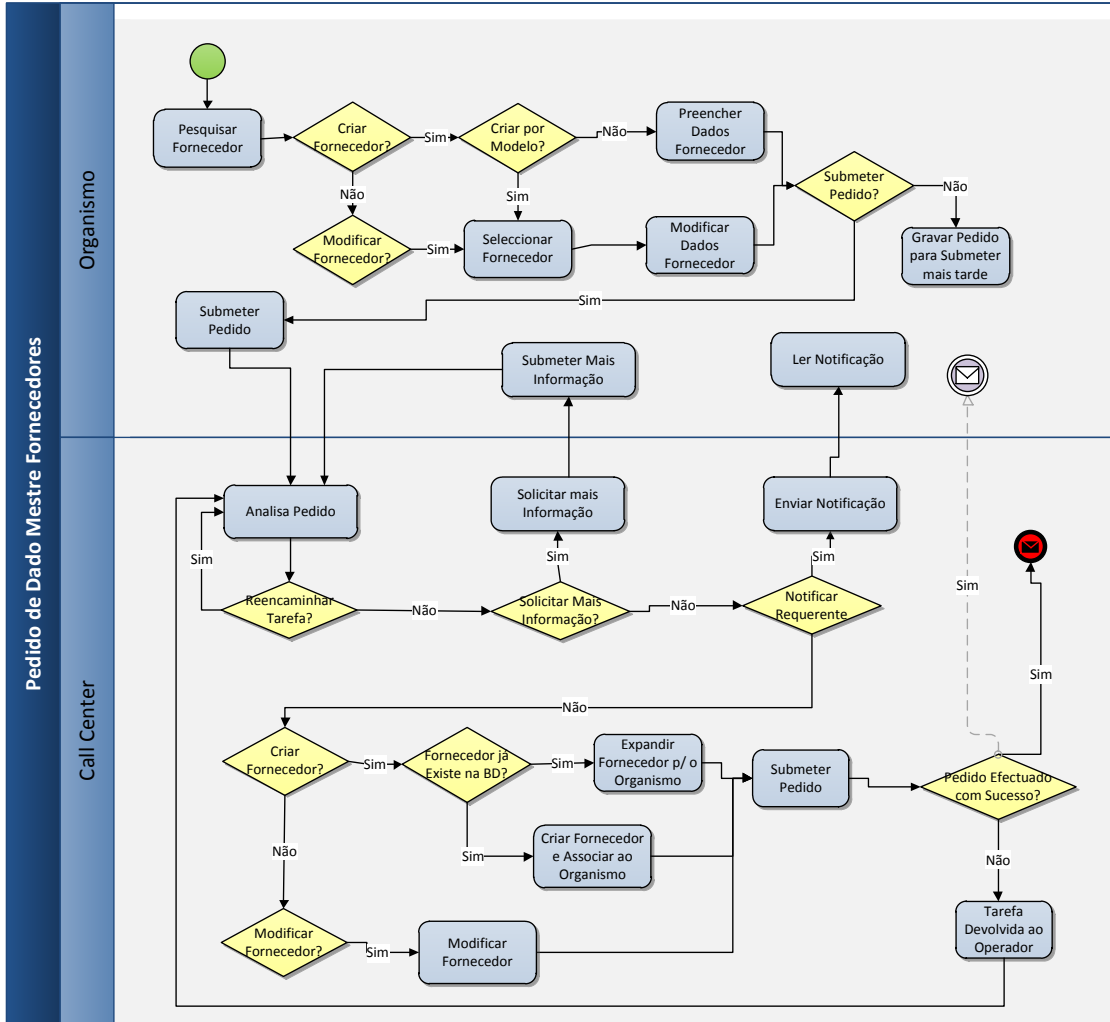 Pedido de Dado Mestre Fornecedores
Organismo
Pesquisar
Fornecedor
Criar
Fornecedor?
Sim
Criar por
Modelo?
Não
Preencher
Dados
Fornecedor
Submeter
Pedido?
Não
Não
Sim
Modificar
Fornecedor?
Sim
Seleccionar
Fornecedor
Modificar
Dados
Fornecedor
Gravar Pedido
para Submeter
mais tarde
Sim
Submeter
Pedido
Submeter Mais
Informação
Ler Notificação
Call Center
Analisa Pedido
Solicitar mais
Informação
Enviar Notificação
Sim
Sim
Sim
Sim
Sim
Reencaminhar
Tarefa?
Não
Solicitar Mais
Informação?
Não
Notificar
Requerente
Não
Criar
Fornecedor?
Sim
Fornecedor já
Existe na BD?
Sim
Expandir
Fornecedor p/ o
Organismo
Submeter
Pedido
Pedido Efectuado
com Sucesso?
Não
Sim
Criar Fornecedor
e Associar ao
Organismo
Não
Modificar
Fornecedor?
Sim
Modificar
Fornecedor
Tarefa
Devolvida ao
Operador